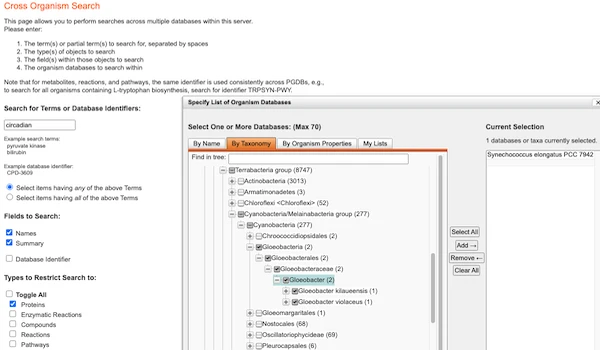 Cross Organism Search
This page allows you to perform searches across multiple databases within this server.
Please enter:
1. The term(s) or partial term(s) to search for, separated by spaces
2. The type(s) of objects to search
3. The field(s) within those objects to search
4. The organism databases to search within
Note that for metabolites, reactions, and pathways, the same identifier is used consistently across PGDBs, e.g.,
to search for all organisms containing L-tryptophan biosynthesis, search for identifier TRPSYN-PWY.
Search for Terms or Database Identifiers:
circadian
Example search terms:
pyruvate kinase
bilirubin
Example database identifier:
CPD-3609
Select items having any of the above Terms
Select items having all of the above Terms
Fields to Search:
Names
Summary
Database Identifier
Types to Restrict Search to:
Toggle All
Proteins
Enzymatic Reactions
Compounds
Reactions
Pathways
Specify List of Organism Databases
Select One or More Databases: (Max 70)
By Name By Taxonomy By Organism Properties My Lists
Find in tree:
Terrabacteria group (8747)
Actinobacteria (3013)
Armatimonadetes (3)
Chloroflexi <Chloroflexi> (52)
Cyanobacteria/Melainabacteria group (277)
Cyanobacteria (277)
Chroococcidiopsidales (2)
Gloeobacteria (2)
Gloeobacterales (2)
Gloeobacteraceae (2)
Gloeobacter (2)
Gloeobacter kilaueensis (1)
Gloeobacter violaceus (1)
Gloeomargaritales (1)
Nostocales (68)
Oscillatoriophycideae (69)
Pleurocapsales (6)
Select All
Add →
Remove ←
Clear All
Current Selection
1 databases or taxa currently selected.
Synechococcus elongatus PCC 7942